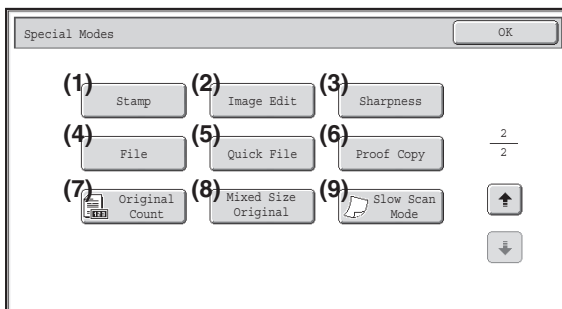 Special Modes
OK
(1)
Stamp
(2)
Image Edit
(3)
Sharpness
(4)
File
(5)
Quick File
(6)
Proof Copy
2
2
(7)
123
Original
Count
(8)
Mixed Size
Original
(9)
Slow Scan
Mode